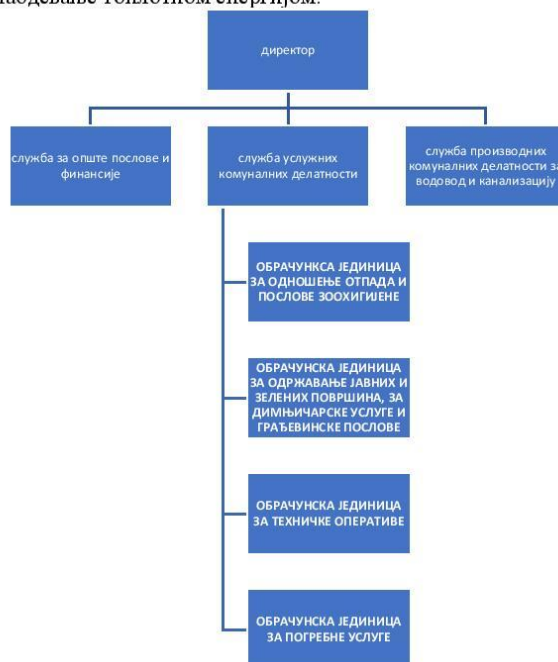 топлотном енергијом.
директор
служба за опште послове и
финансије
служба услужних
комуналних делатности
служба производних
комуналних делатности за
водовод и канализацију
ОБРАЧУНКСА ЈЕДИНИЦА
ЗА ОДНОШЕЊЕ ОТПАДА И
ПОСЛОВЕ ЗООХИГИЈЕНЕ
ОБРАЧУНСКА ЈЕДИНИЦА
ЗА ОДРЖАВАЊЕ ЈАВНИХ И
ЗЕЛЕНИХ ПОВРШИНА, ЗА
ДИМЊИЧАРСКЕ УСЛУГЕ И
ГРАЂЕВИНСКЕ ПОСЛОВЕ
ОБРАЧУНСКА ЈЕДИНИЦА
ЗА ТЕХНИЧКЕ ОПЕРАТИВЕ
ОБРАЧУНСКА ЈЕДИНИЦА
ЗА ПОГРЕБНЕ УСЛУГЕ